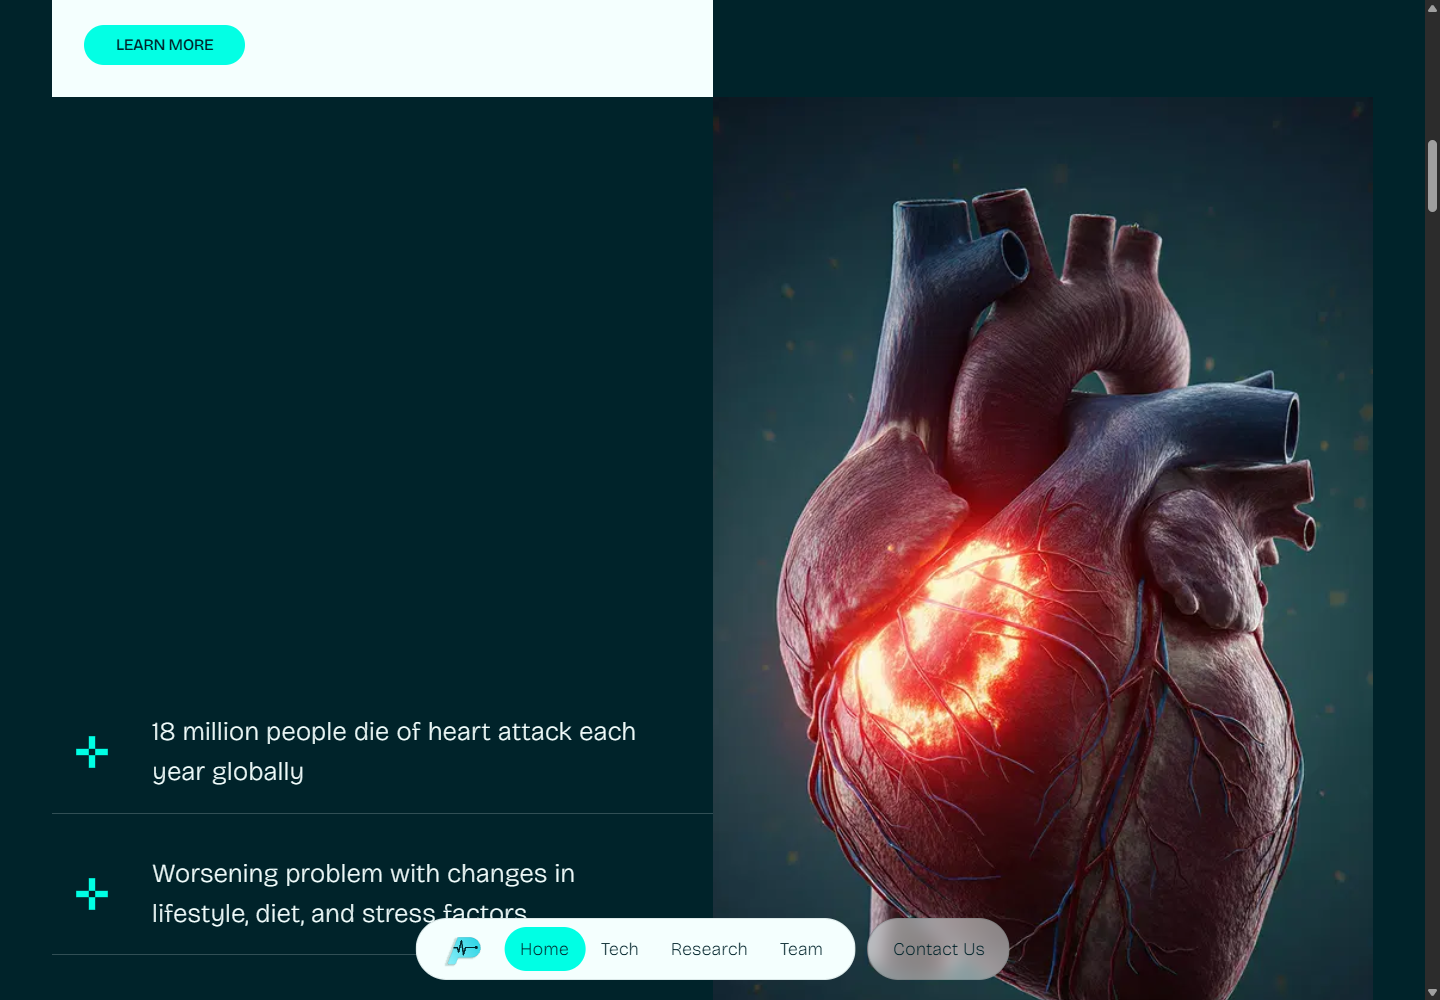 LEARN MORE
18 million people die of heart attack each
year globally
Worsening problem with changes in
lifestyle, diet, and stress factors
Home
Tech
Research
Team
Contact Us